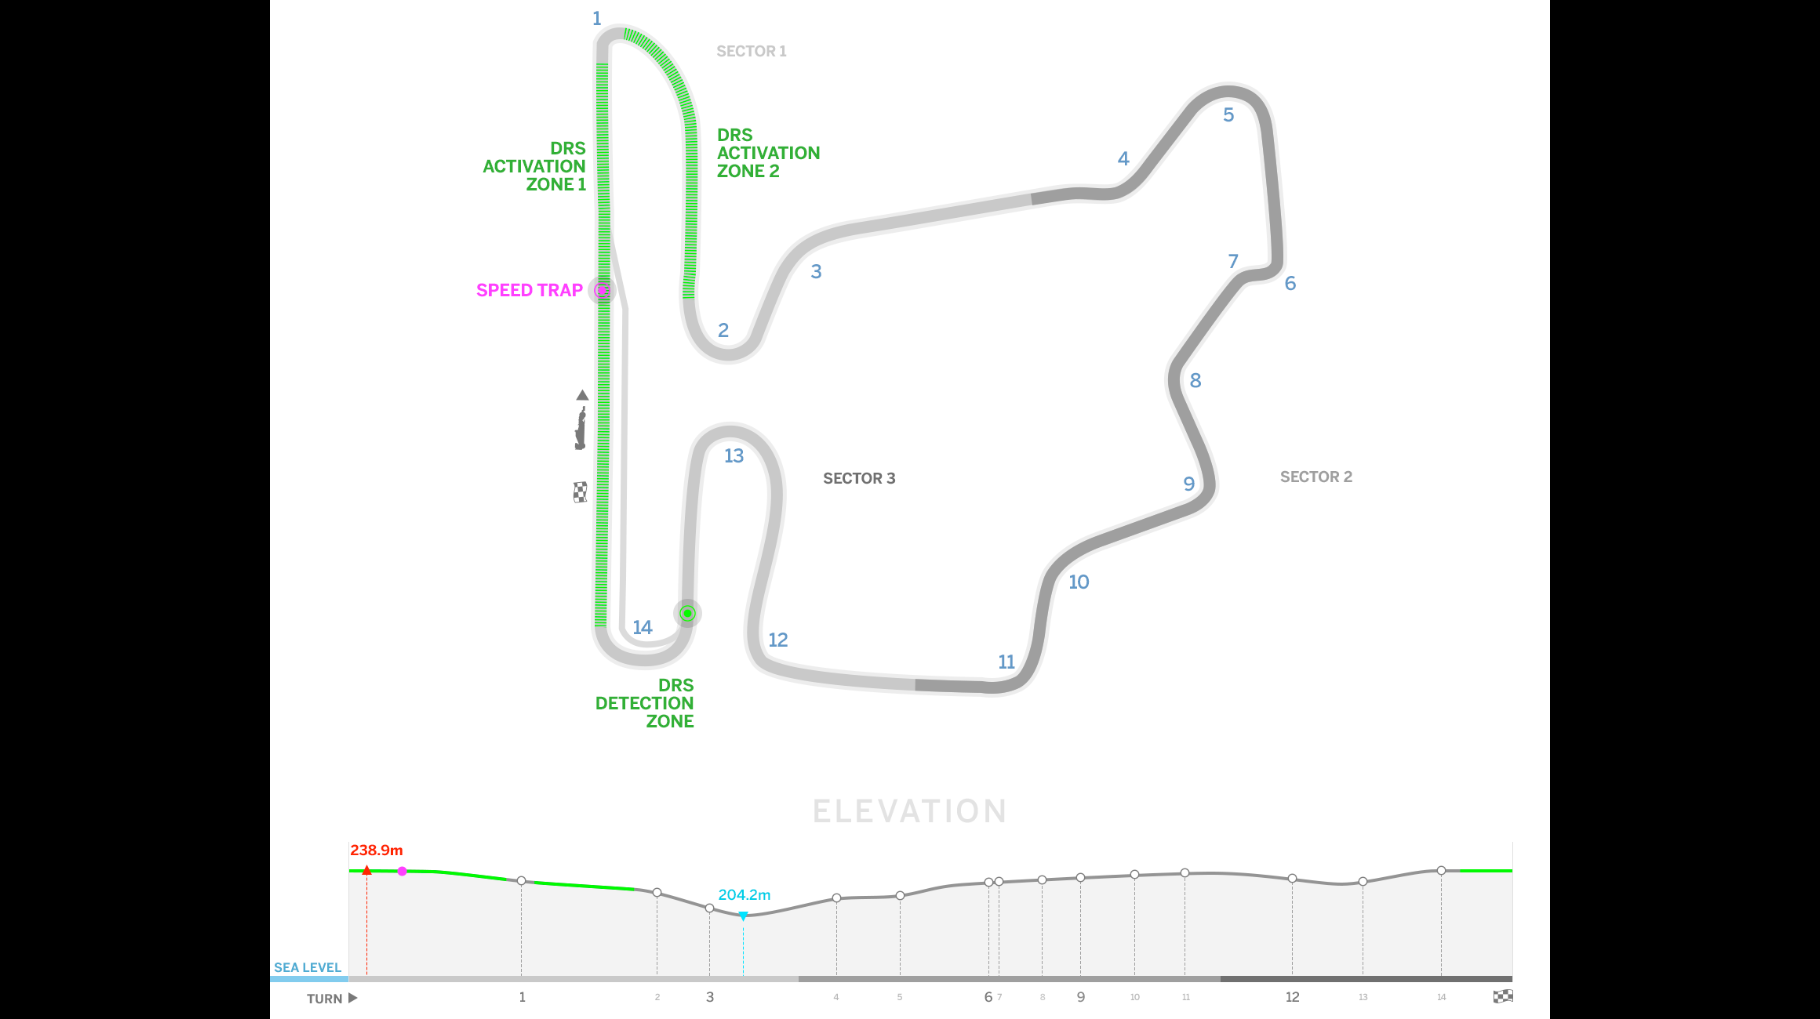 1
SECTOR 1
5
DRS
ACTIVATION
ZONE 1
DRS
ACTIVATION
ZONE 2
4
7
3
6
SPEED TRAP
2
8
13
SECTOR 3
9
SECTOR 2
10
14
12
11
DRS
DETECTION
ZONE
ELEVATION
238.9m
204.2m
SEA LEVEL
TURN
1 2 3 4 5 6 7 8 9 10 11 12 13 14